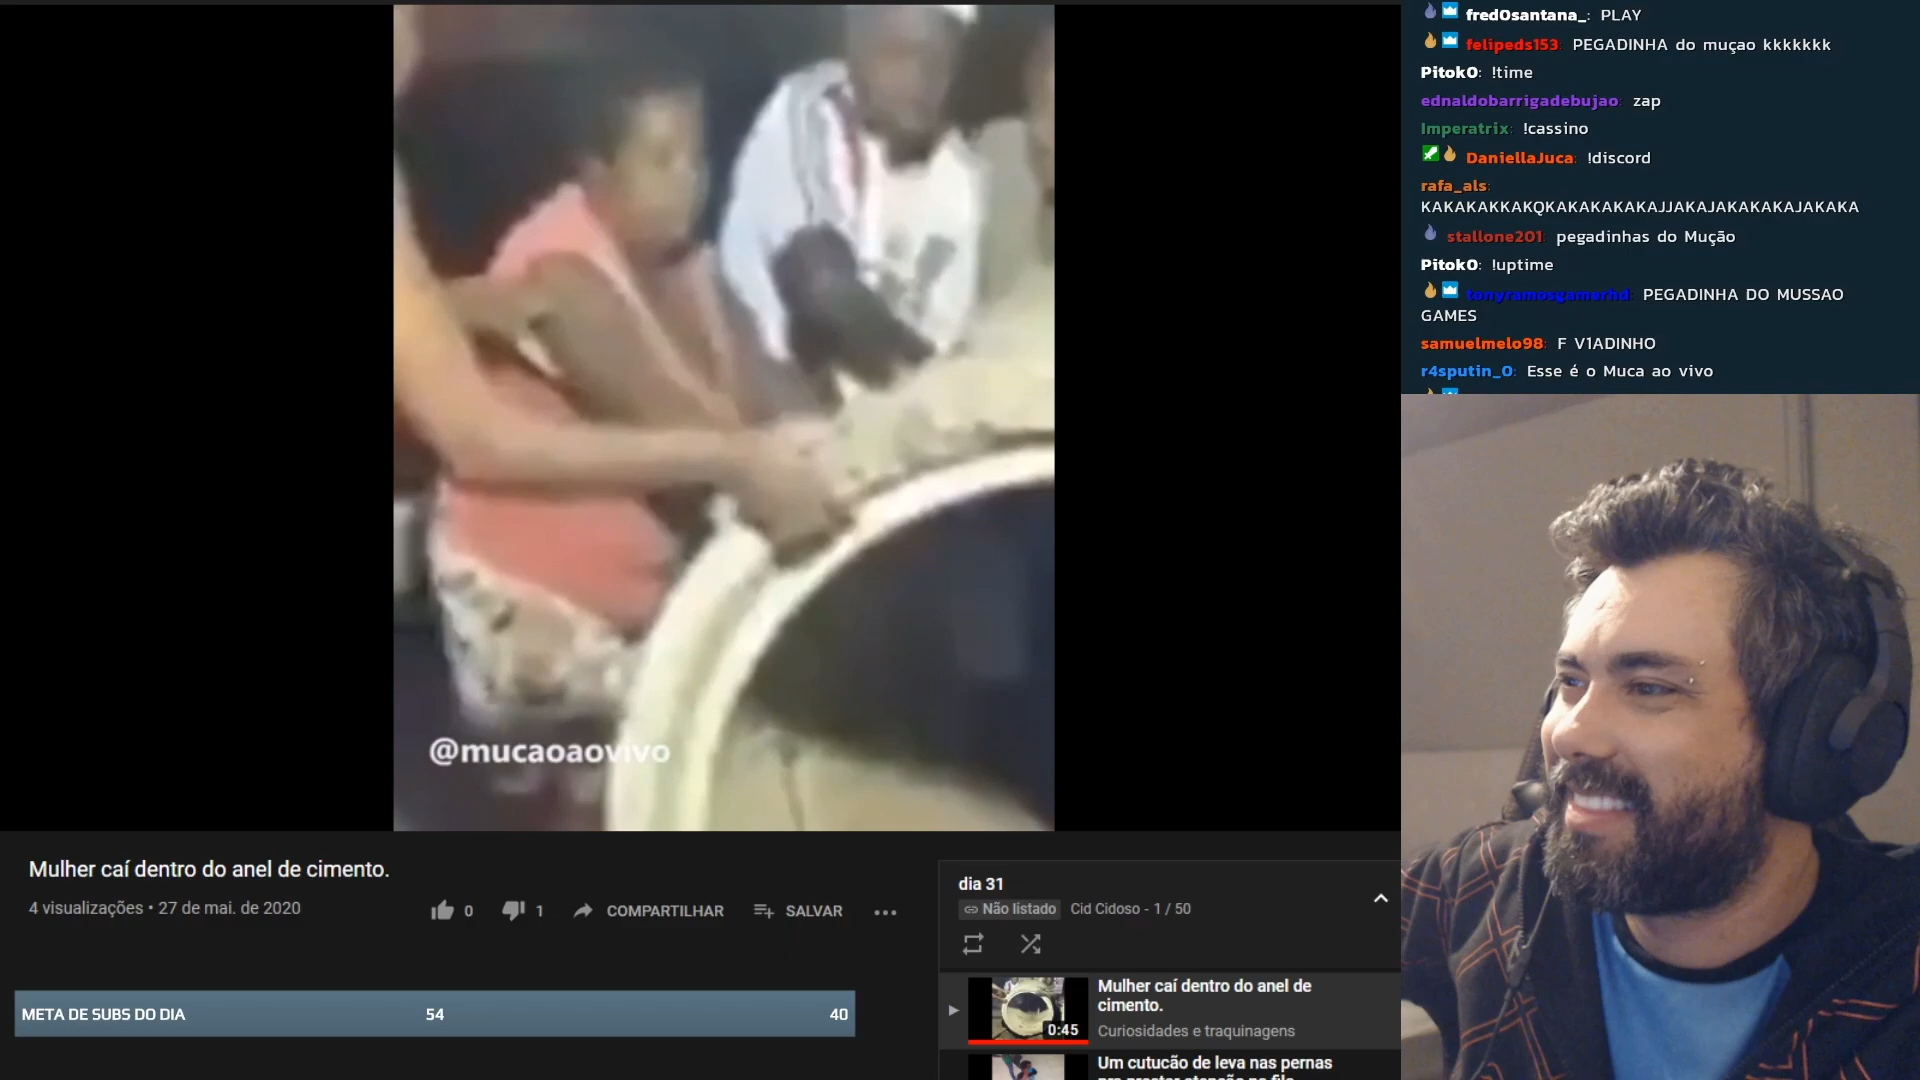 fred0santana_: PLAY
felipeds153: PEGADINHA do muçao kkkkkkk
Pitok0: !time
ednaldobarrigadebujao: zap
Imperatrix: !cassino
DaniellaJuca: !discord
rafa_als:
KAKAKAKKAKQKAKAKAKAKAJJAKAJAKAKAKAJAKAKA
stallone201: pegadinhas do Mução
Pitok0: !uptime
tonyramosgamerhd: PEGADINHA DO MUSSAO
GAMES
samuelmelo98: F V1ADINHO
r4sputin_0: Esse é o Muca ao vivo
@mucaoaovivo
Mulher caí dentro do anel de cimento.
4 visualizações • 27 de mai. de 2020
0
1
COMPARTILHAR
SALVAR
META DE SUBS DO DIA
54
40
dia 31
Não listado
Cid Cidoso - 1 / 50
Mulher caí dentro do anel de
cimento.
0:45
Curiosidades e traquinagens
Um cutucão de leva nas pernas